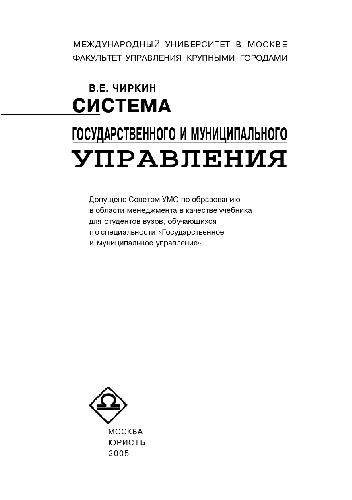 МЕЖДУНАРОДНЫЙ УНИВЕРСИТЕТ В МОСКВЕ
ФАКУЛЬТЕТ УПРАВЛЕНИЯ КРУПНЫМИ ГОРОДАМИ
В.Е. ЧИРКИН
СИСТЕМА
ГОСУДАРСТВЕННОГО И МУНИЦИПАЛЬНОГО
УПРАВЛЕНИЯ
Допущено Советом УМО по образованию
в области менеджмента в качестве учебника
для студентов вузов, обучающихся
по специальности «Государственное
и муниципальное управление»
МОСКВА
ЮРИСТЪ
2005